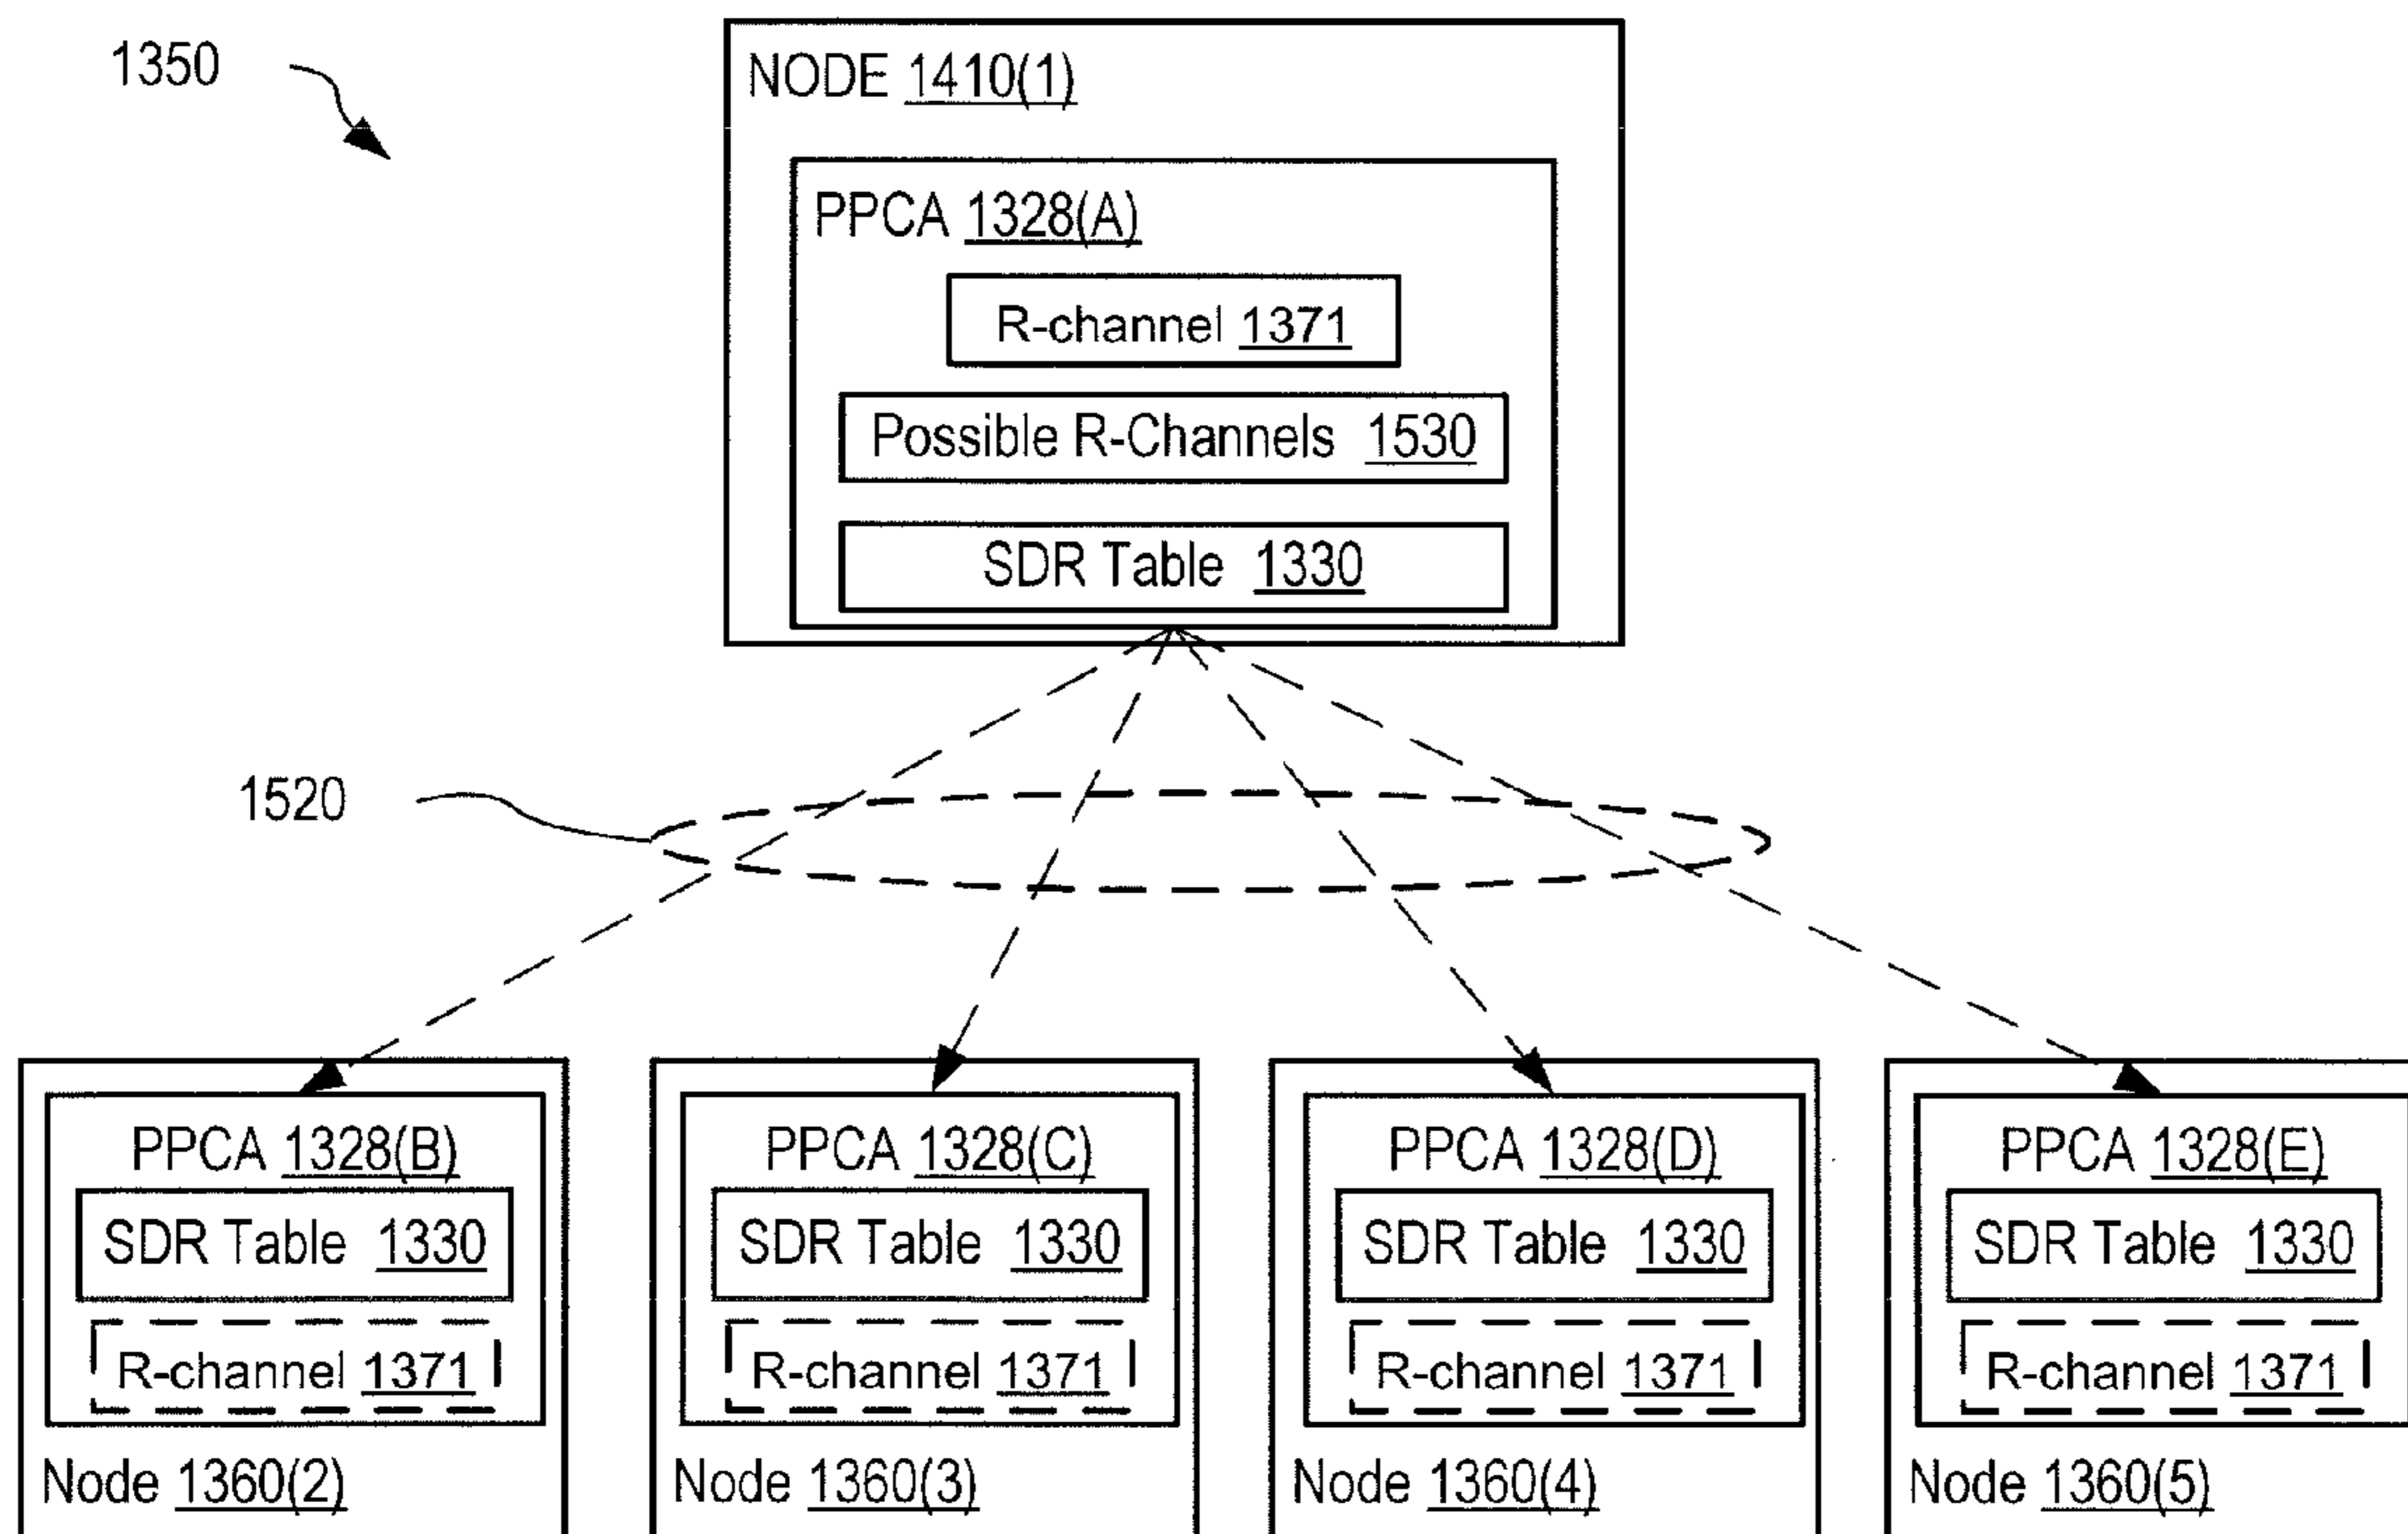 1350
NODE 1410(1)
PPCA 1328(A)
R-channel 1371
Possible R-Channels 1530
SDR Table 1330
1520
PPCA 1328(B)
SDR Table 1330
R-channel 1371
Node 1360(2)
PPCA 1328(C)
SDR Table 1330
R-channel 1371
Node 1360(3)
PPCA 1328(D)
SDR Table 1330
R-channel 1371
Node 1360(4)
PPCA 1328(E)
SDR Table 1330
R-channel 1371
Node 1360(5)